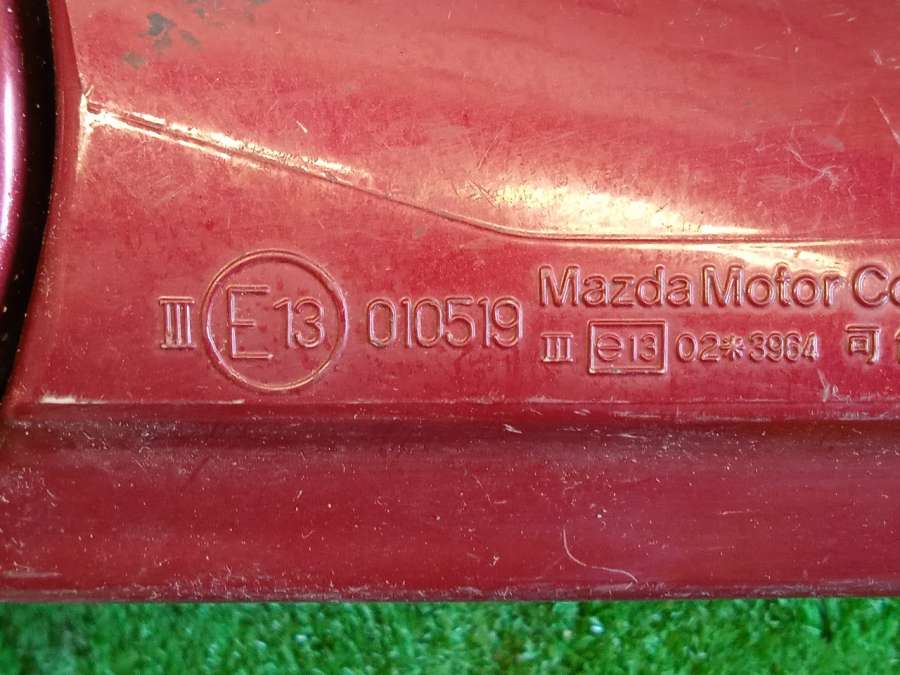 III E13 010519
Mazda Motor Co
III e13 02*3964 可